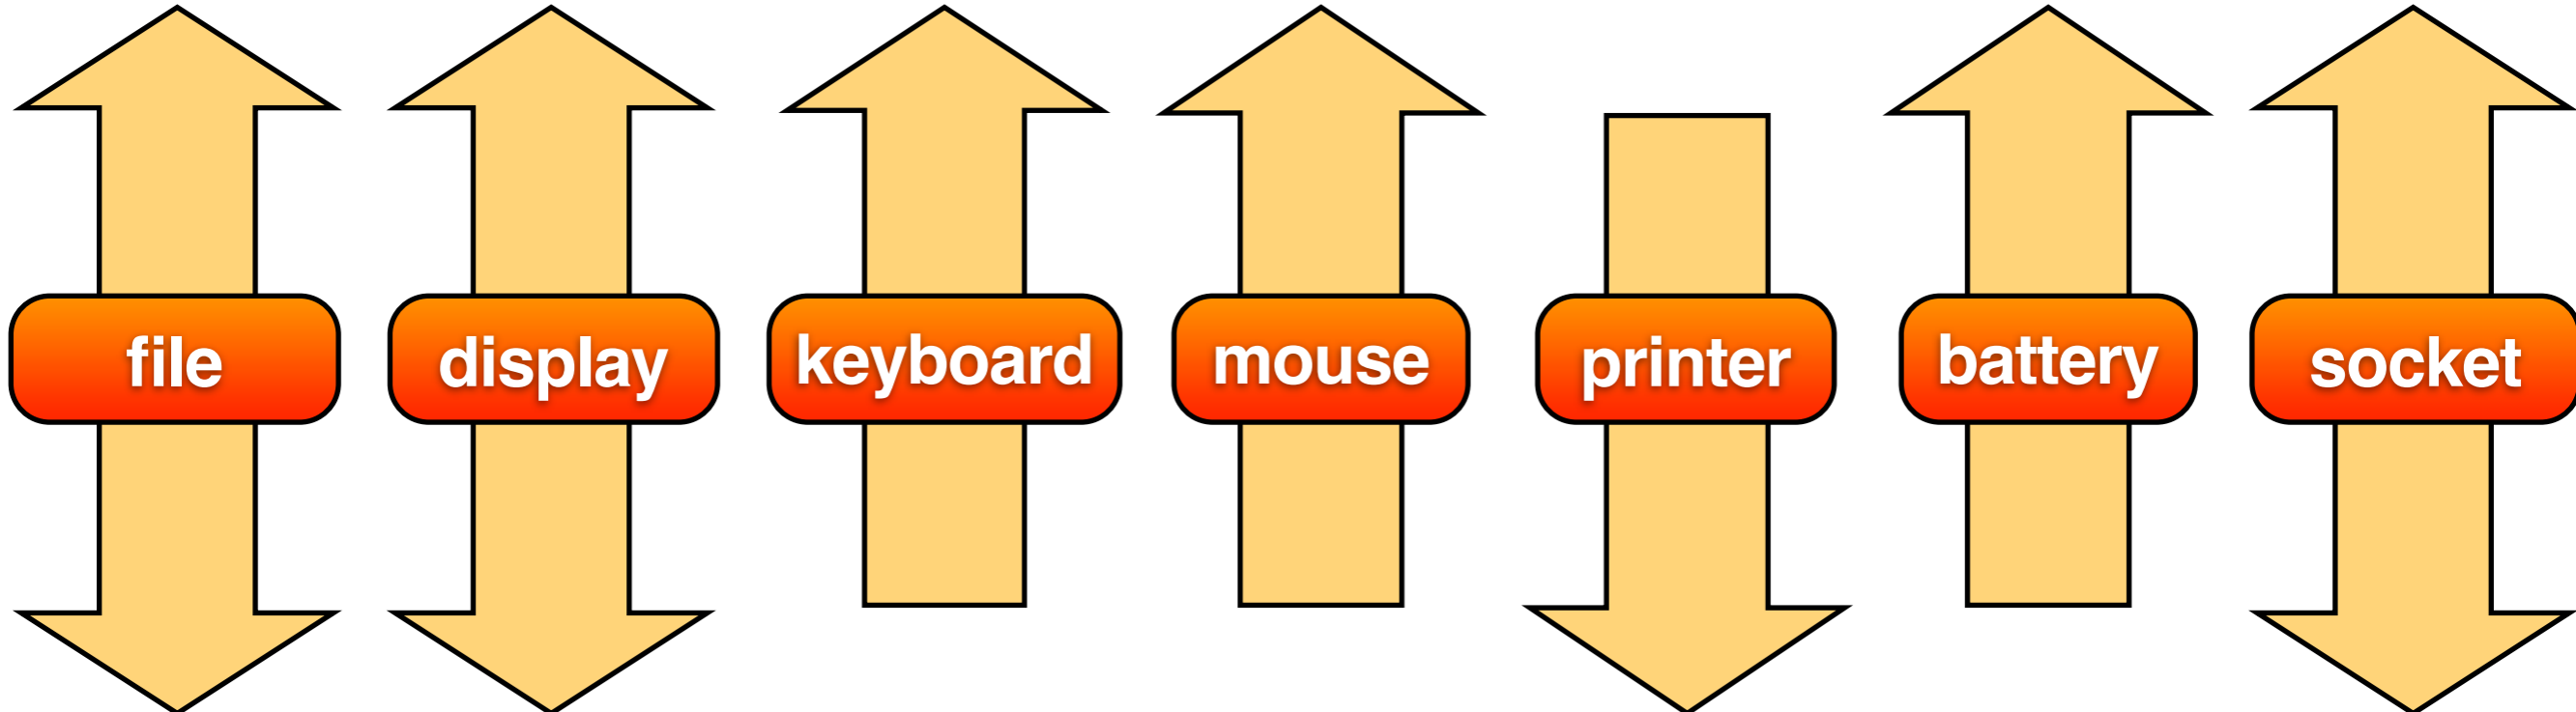 file
display
keyboard
mouse
printer
battery
socket